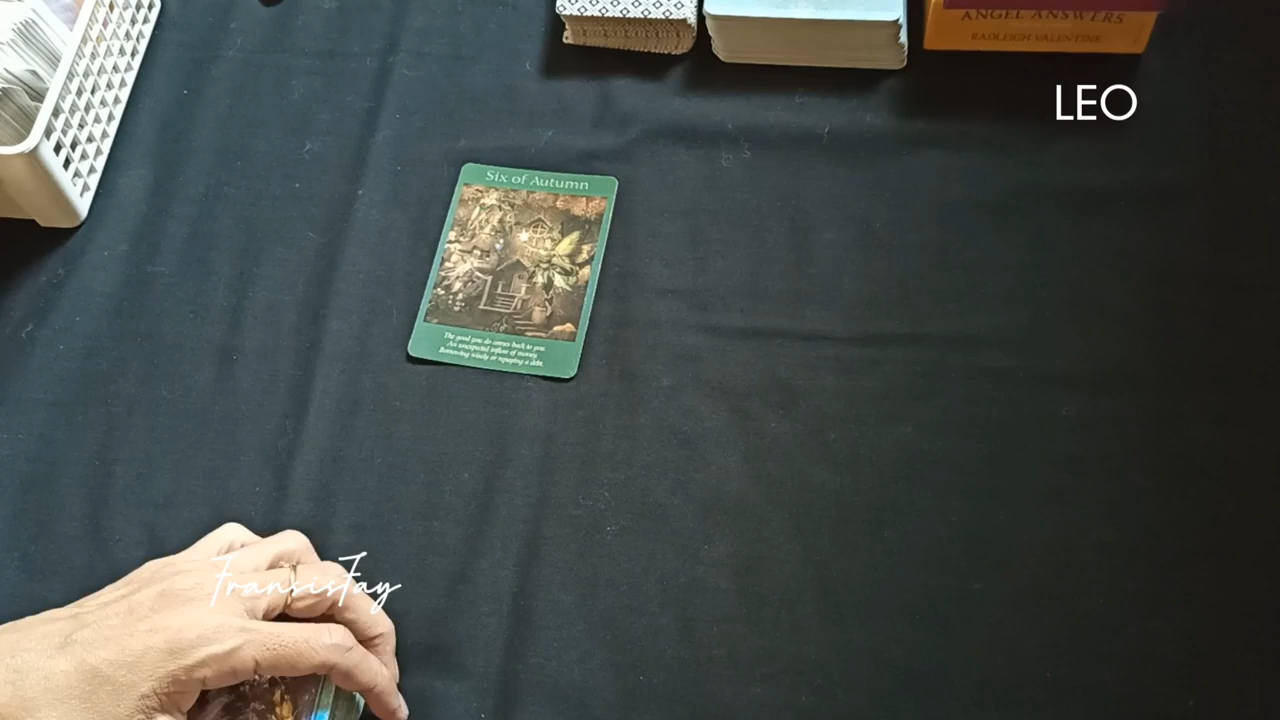 ANGEL ANSWERS
RADLEIGH VALENTINE
LEO
Six of Autumn
The good you do comes back to you.
An unexpected influx of money.
Borrowing wisely or repaying a debt.
FransisFay